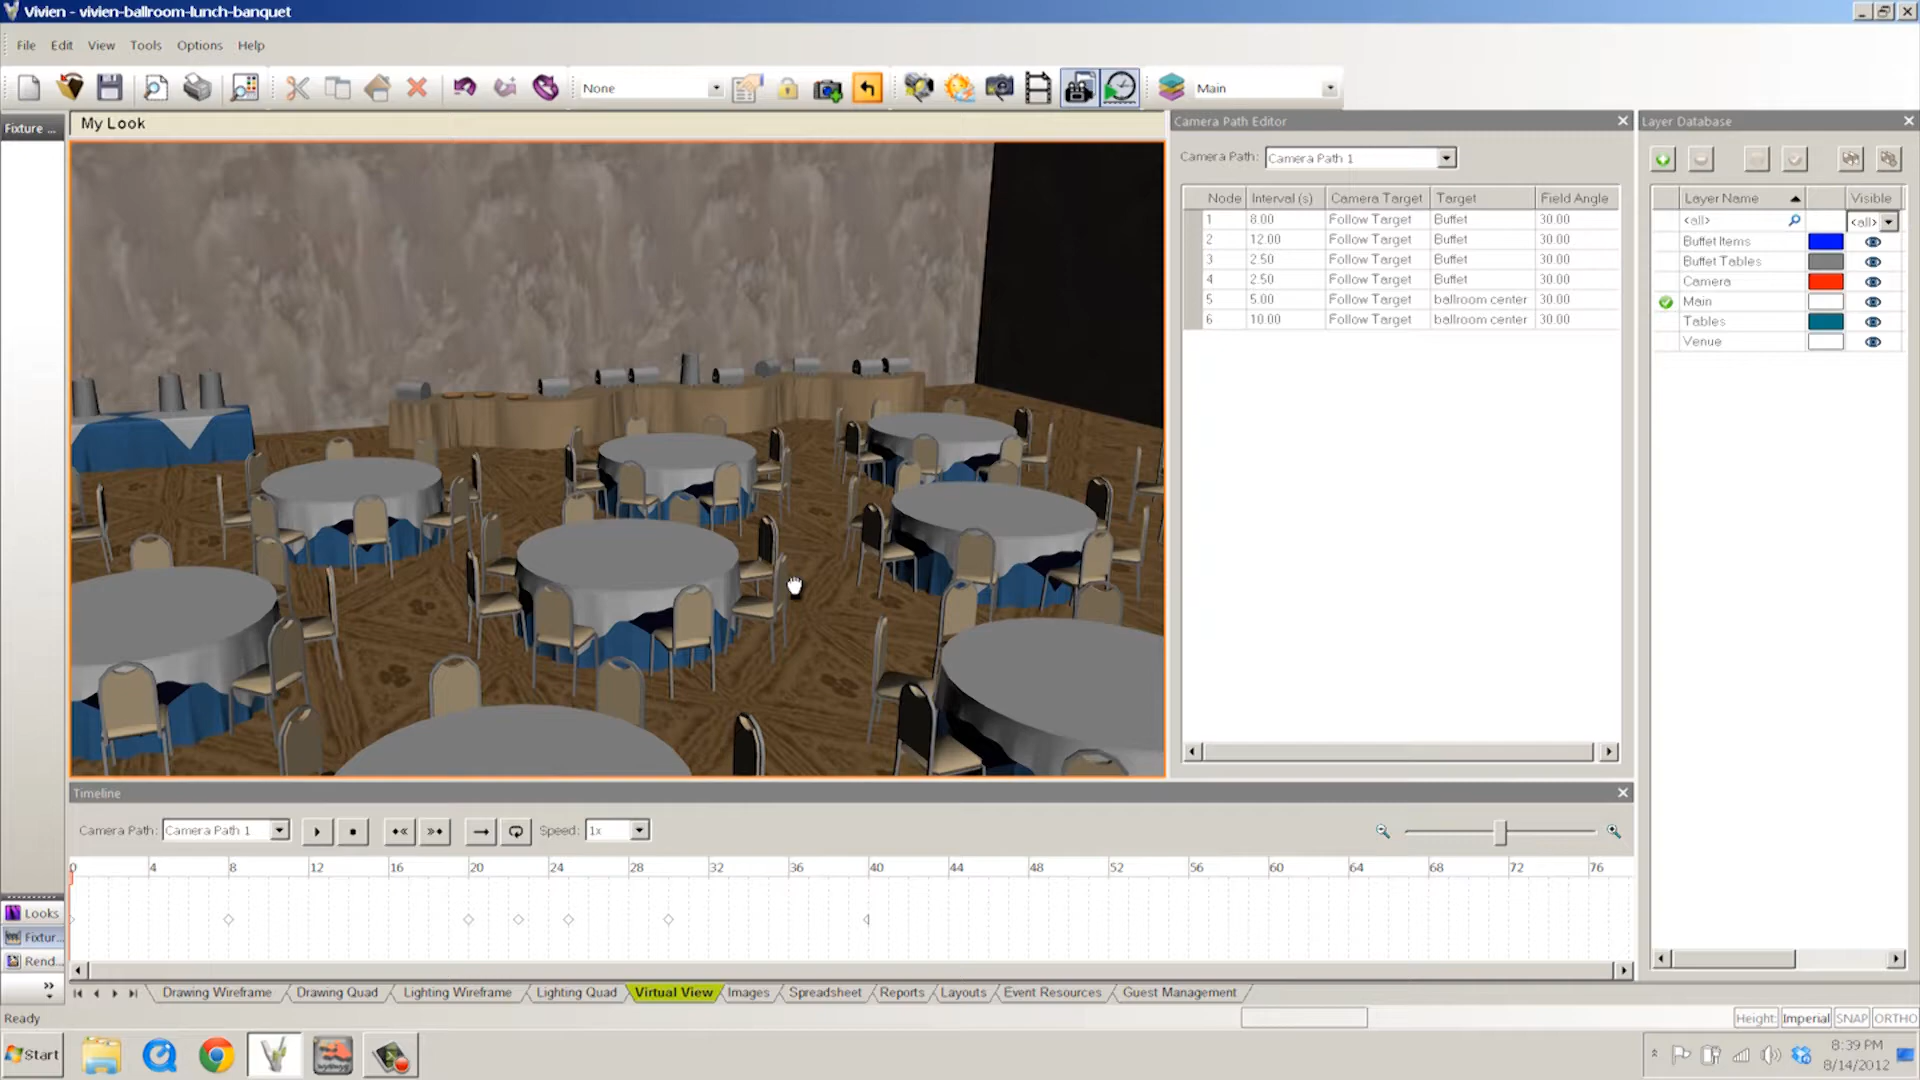 Vivien - vivien-ballroom-lunch-banquet
File Edit View Tools Options Help
None
Main
Fixture ...
My Look
Camera Path Editor
Camera Path: Camera Path 1
Node Interval (s) Camera Target Target Field Angle
1 8.00 Follow Target Buffet 30.00
2 12.00 Follow Target Buffet 30.00
3 2.50 Follow Target Buffet 30.00
4 2.50 Follow Target Buffet 30.00
5 5.00 Follow Target ballroom center 30.00
6 10.00 Follow Target ballroom center 30.00
Layer Database
Layer Name Visible
<all> <all>
Buffet Items
Buffet Tables
Camera
Main
Tables
Venue
Timeline
Camera Path: Camera Path 1 Speed: 1x
0 4 8 12 16 20 24 28 32 36 40 44 48 52 56 60 64 68 72 76
Looks
Fixtur...
Rend...
Drawing Wireframe Drawing Quad Lighting Wireframe Lighting Quad Virtual View Images Spreadsheet Reports Layouts Event Resources Guest Management
Ready
Height: Imperial SNAP ORTHO
Start
8:39 PM
8/14/2012